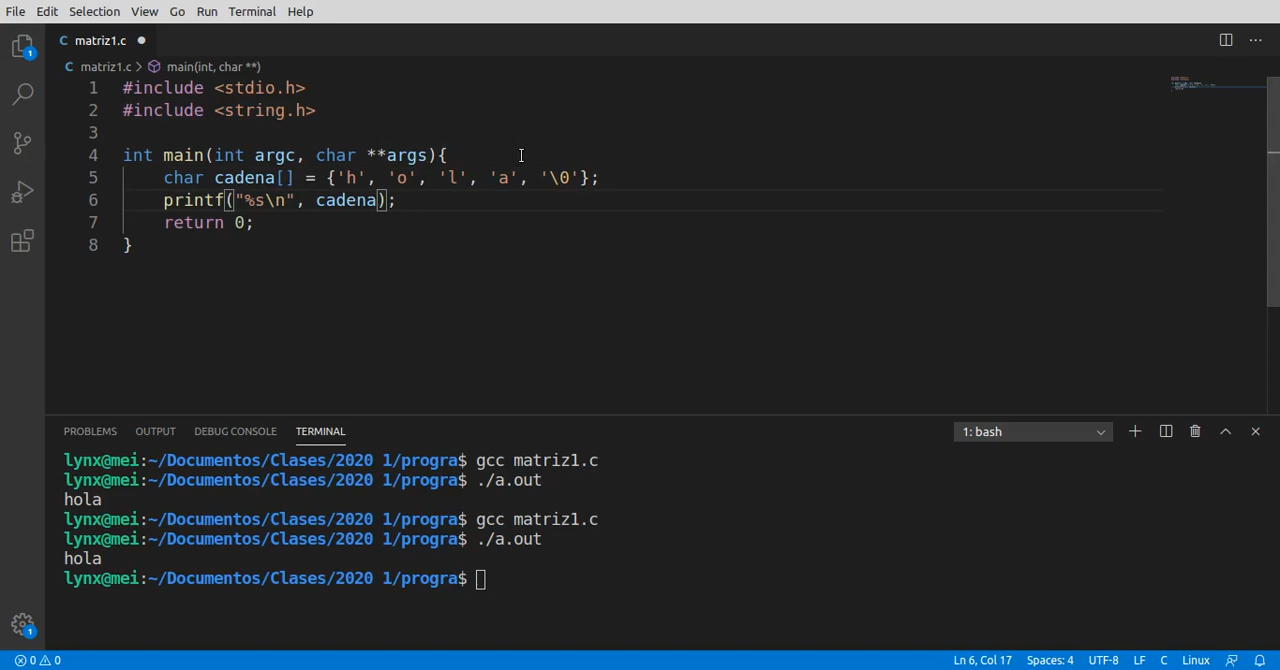 File Edit Selection View Go Run Terminal Help
C matriz1.c ●
C matriz1.c > main(int, char **)
1 #include <stdio.h>
2 #include <string.h>
3
4 int main(int argc, char **args){
5 char cadena[] = {'h', 'o', 'l', 'a', '\0'};
6 printf("%s\n", cadena);
7 return 0;
8 }
PROBLEMS OUTPUT DEBUG CONSOLE TERMINAL 1: bash
lynx@mei:~/Documentos/Clases/2020 1/progra$ gcc matriz1.c
lynx@mei:~/Documentos/Clases/2020 1/progra$ ./a.out
hola
lynx@mei:~/Documentos/Clases/2020 1/progra$ gcc matriz1.c
lynx@mei:~/Documentos/Clases/2020 1/progra$ ./a.out
hola
lynx@mei:~/Documentos/Clases/2020 1/progra$
1
1
0 0 Ln 6, Col 17 Spaces: 4 UTF-8 LF C Linux